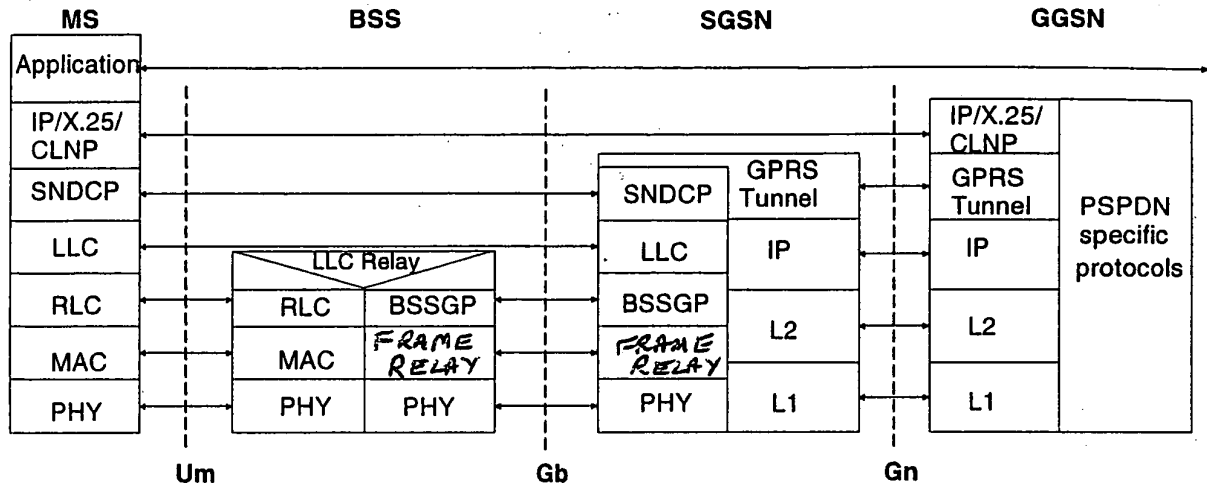 MS BSS SGSN GGSN
Application
IP/X.25/
CLNP
IP/X.25/
CLNP
SNDCP
SNDCP
GPRS
Tunnel
GPRS
Tunnel
PSPDN
specific
protocols
LLC
LLC Relay
LLC
IP
IP
RLC
RLC
BSSGP
BSSGP
L2
L2
MAC
MAC
FRAME
RELAY
FRAME
RELAY
PHY
PHY
PHY
PHY
L1
L1
Um Gb Gn